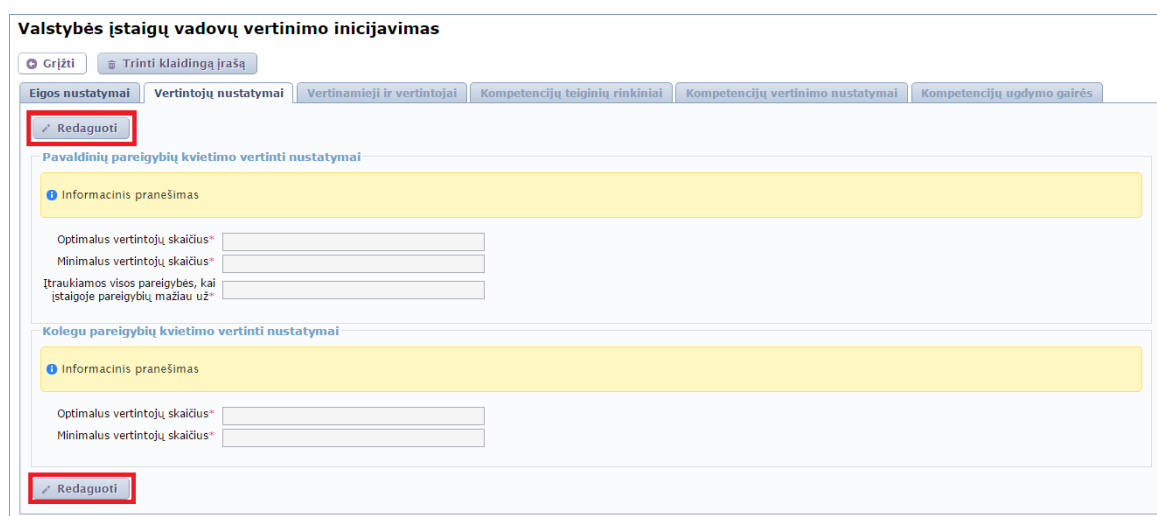 Valstybės įstaigų vadovų vertinimo inicijavimas
Grįžti Trinti klaidingą įrašą
Eigos nustatymai Vertintojų nustatymai Vertinamieji ir vertintojai Kompetencijų teiginių rinkiniai Kompetencijų vertinimo nustatymai Kompetencijų ugdymo gairės
Redaguoti
Pavaldinių pareigybių kvietimo vertinti nustatymai
Informacinis pranešimas
Optimalus vertintojų skaičius*
Minimalus vertintojų skaičius*
Įtraukiamos visos pareigybės, kai
įstaigoje pareigybių mažiau už*
Kolegu pareigybių kvietimo vertinti nustatymai
Informacinis pranešimas
Optimalus vertintojų skaičius*
Minimalus vertintojų skaičius*
Redaguoti